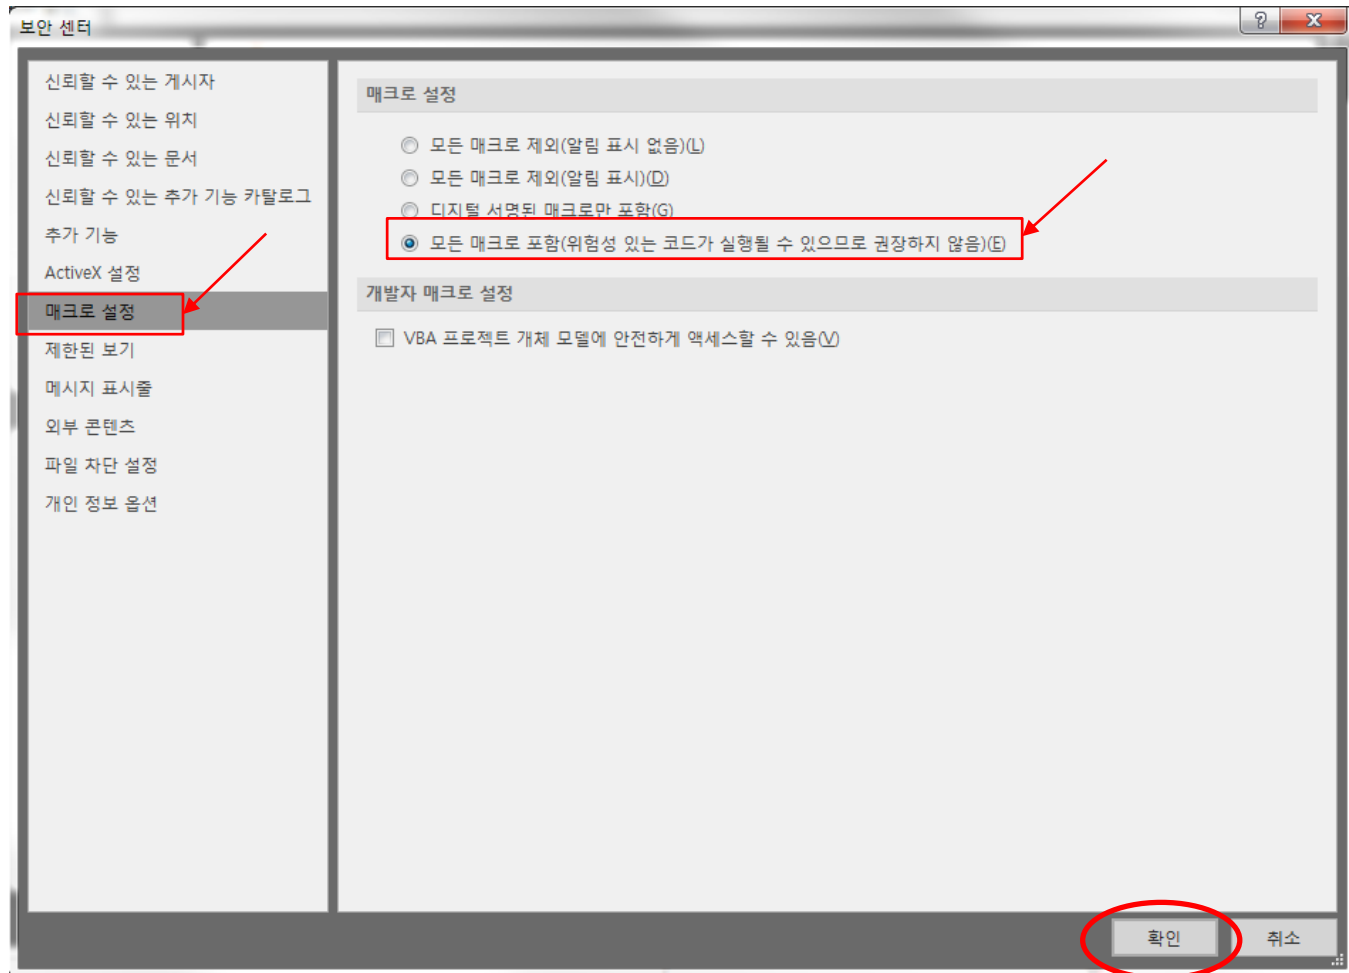 보안 센터
신뢰할 수 있는 게시자
신뢰할 수 있는 위치
신뢰할 수 있는 문서
신뢰할 수 있는 추가 기능 카탈로그
추가 기능
ActiveX 설정
매크로 설정
제한된 보기
메시지 표시줄
외부 콘텐츠
파일 차단 설정
개인 정보 옵션
매크로 설정
모든 매크로 제외(알림 표시 없음)(L)
모든 매크로 제외(알림 표시)(D)
디지털 서명된 매크로만 포함(G)
모든 매크로 포함(위험성 있는 코드가 실행될 수 있으므로 권장하지 않음)(E)
개발자 매크로 설정
VBA 프로젝트 개체 모델에 안전하게 액세스할 수 있음(V)
확인
취소